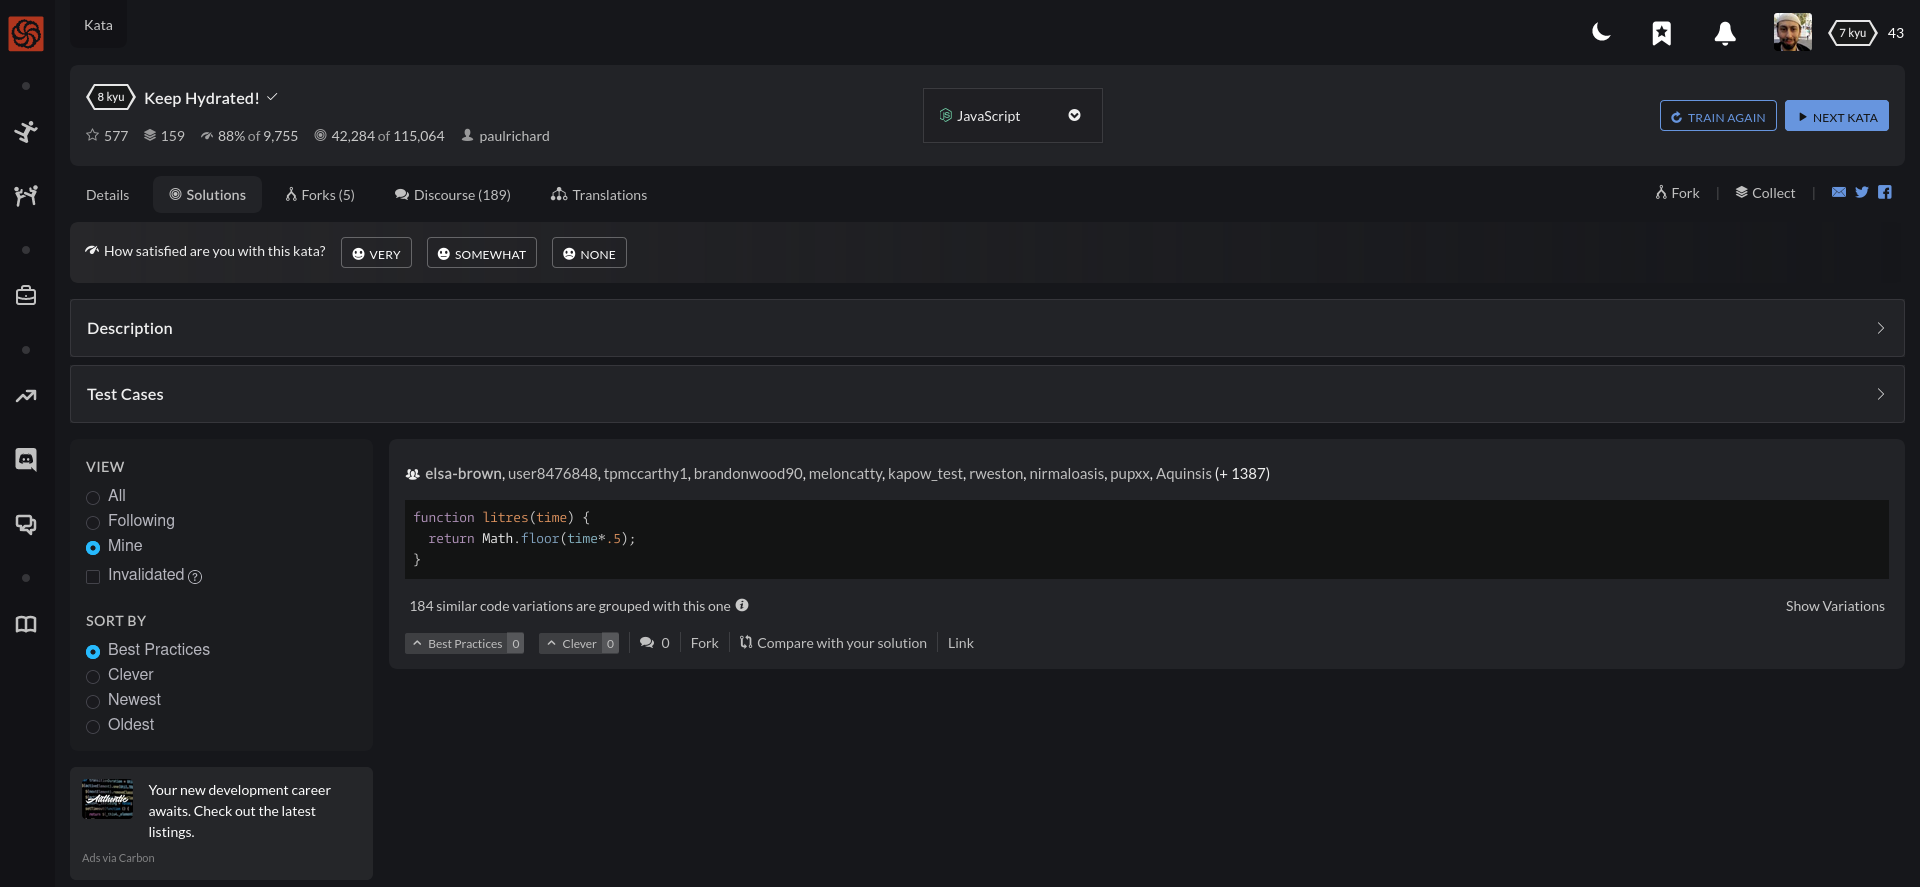 Kata
7 kyu 43
8 kyu Keep Hydrated!
577 159 88% of 9,755 42,284 of 115,064 paulrichard
JavaScript
TRAIN AGAIN NEXT KATA
Details Solutions Forks (5) Discourse (189) Translations
Fork | Collect |
How satisfied are you with this kata? VERY SOMEWHAT NONE
Description
Test Cases
VIEW
All
Following
Mine
Invalidated ?
SORT BY
Best Practices
Clever
Newest
Oldest
Your new development career
awaits. Check out the latest
listings.
Ads via Carbon
elsa-brown, user8476848, tpmccarthy1, brandonwood90, meloncatty, kapow_test, rweston, nirmaloasis, pupxx, Aquinsis (+ 1387)
function litres(time) {
  return Math.floor(time*.5);
}
184 similar code variations are grouped with this one
Show Variations
Best Practices 0 Clever 0 0 Fork Compare with your solution Link